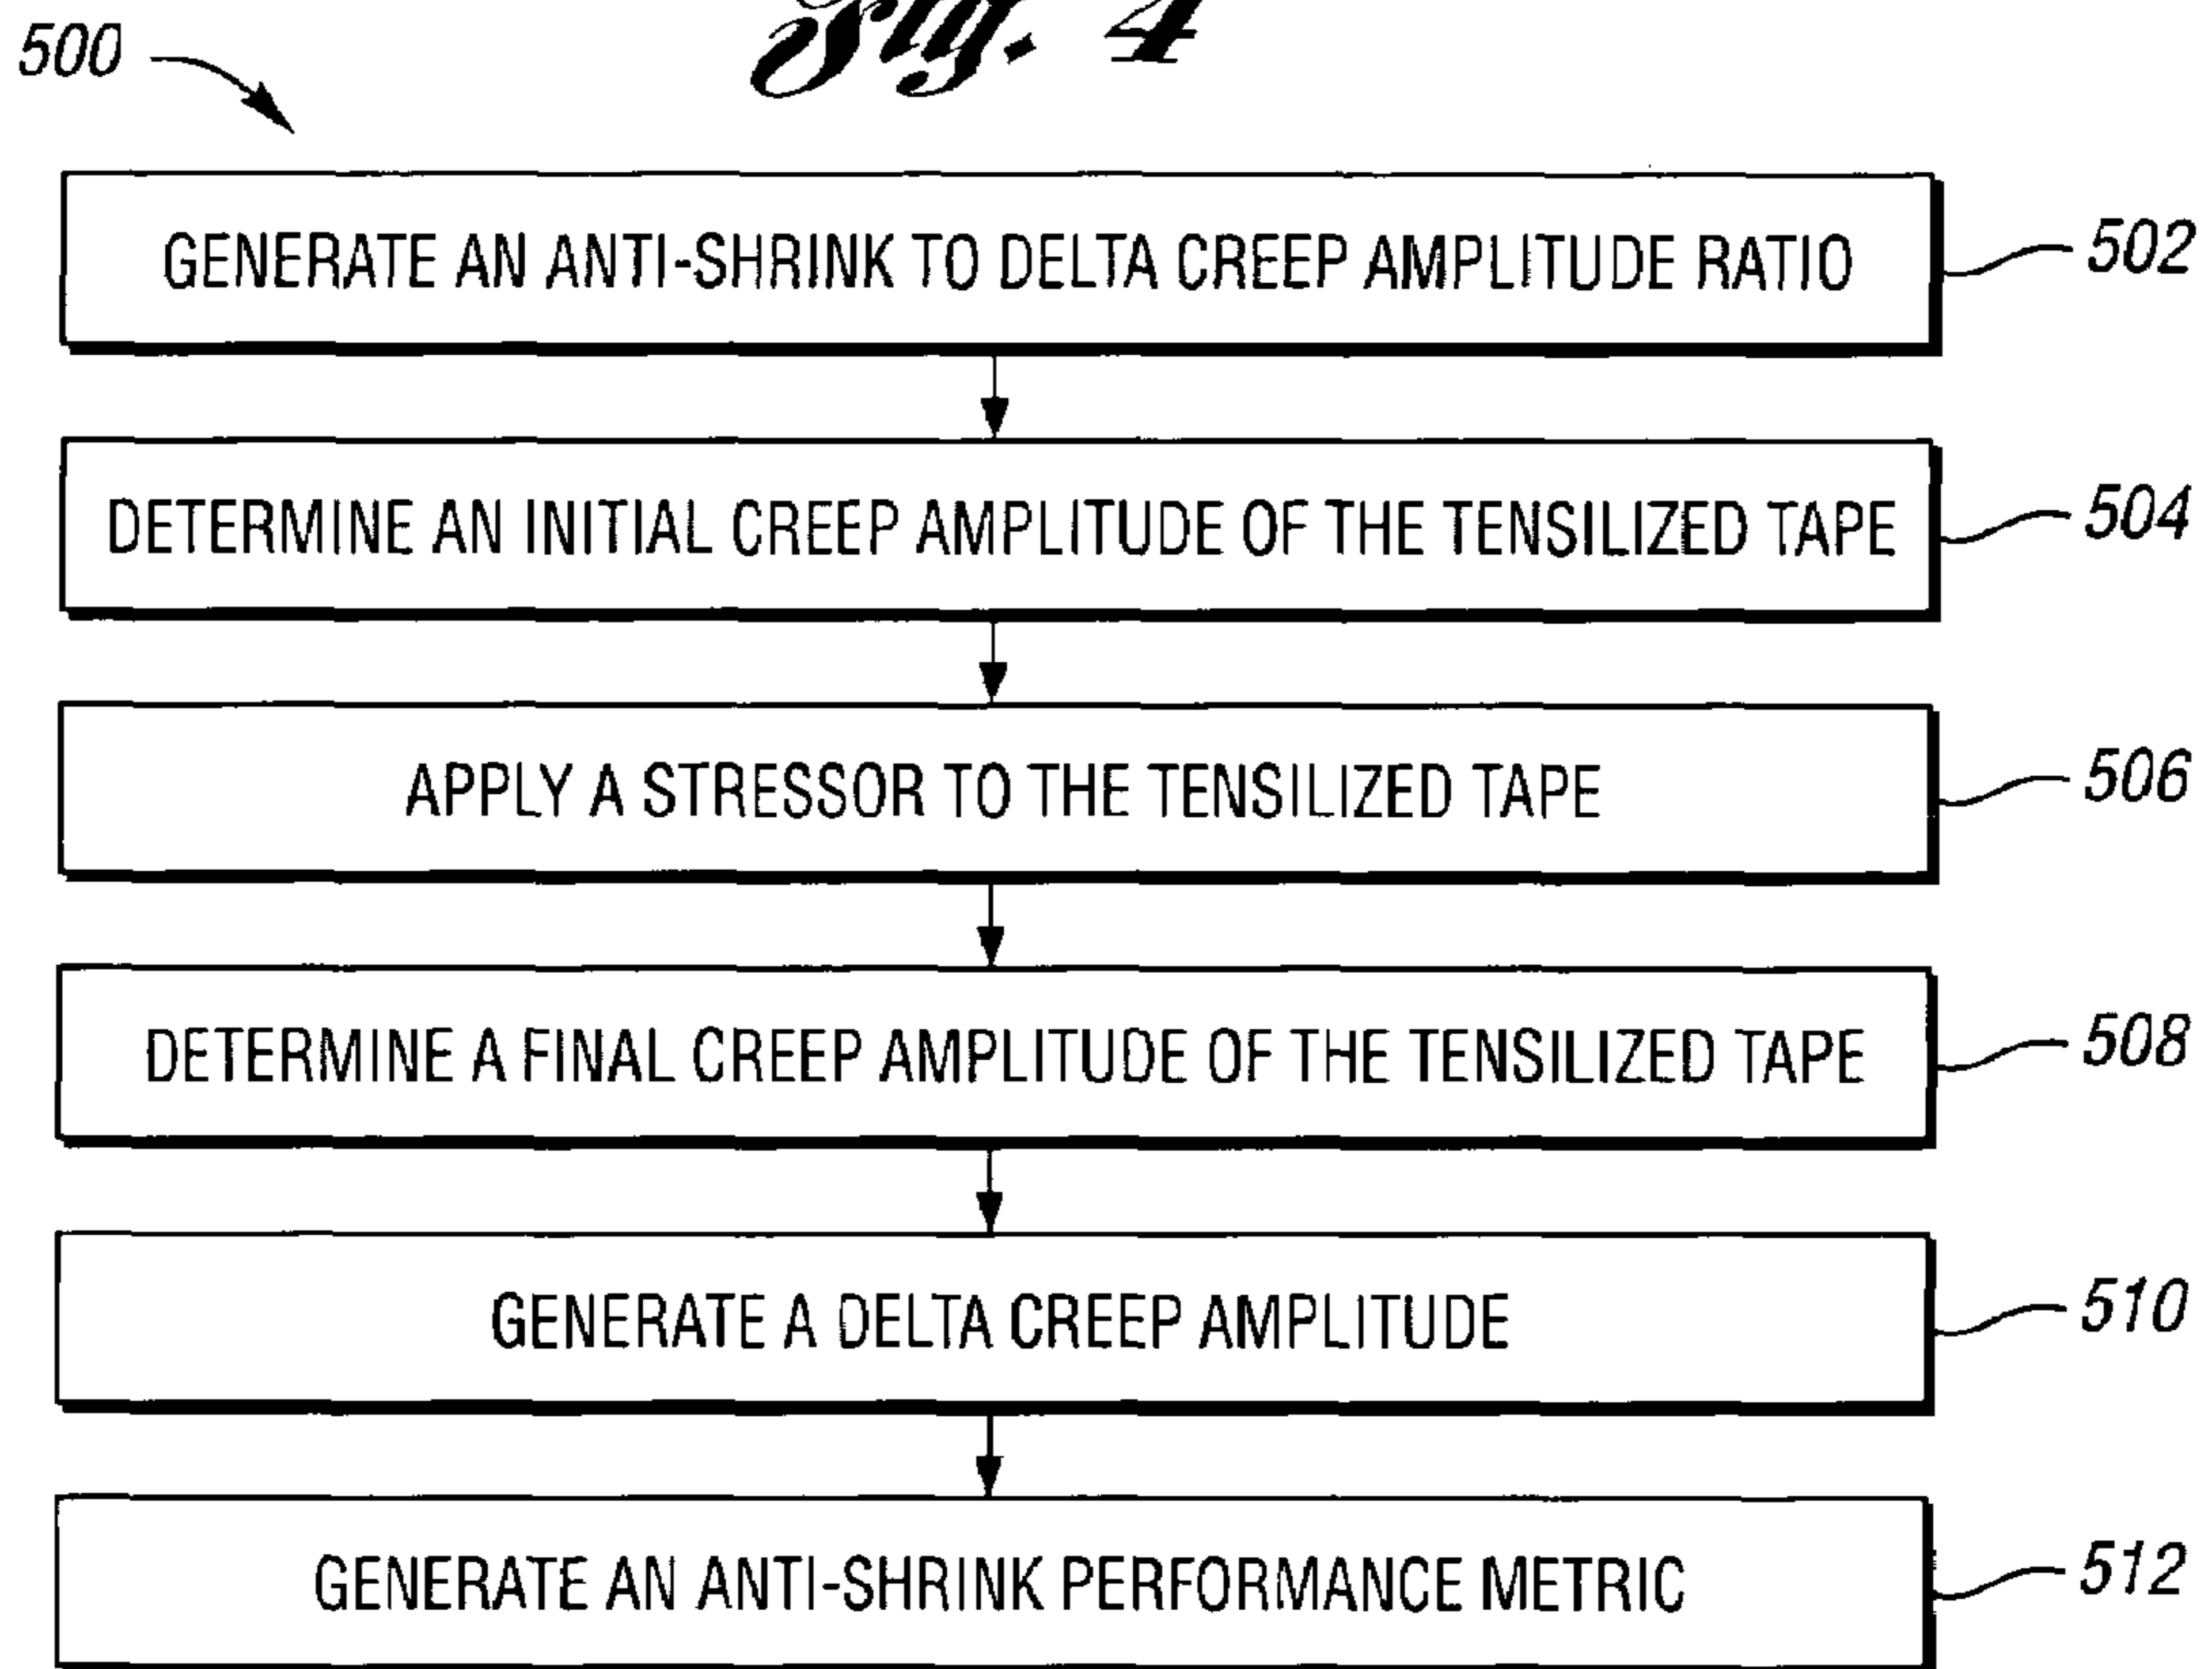 Fig. 4
500
GENERATE AN ANTI-SHRINK TO DELTA CREEP AMPLITUDE RATIO 502
DETERMINE AN INITIAL CREEP AMPLITUDE OF THE TENSILIZED TAPE 504
APPLY A STRESSOR TO THE TENSILIZED TAPE 506
DETERMINE A FINAL CREEP AMPLITUDE OF THE TENSILIZED TAPE 508
GENERATE A DELTA CREEP AMPLITUDE 510
GENERATE AN ANTI-SHRINK PERFORMANCE METRIC 512